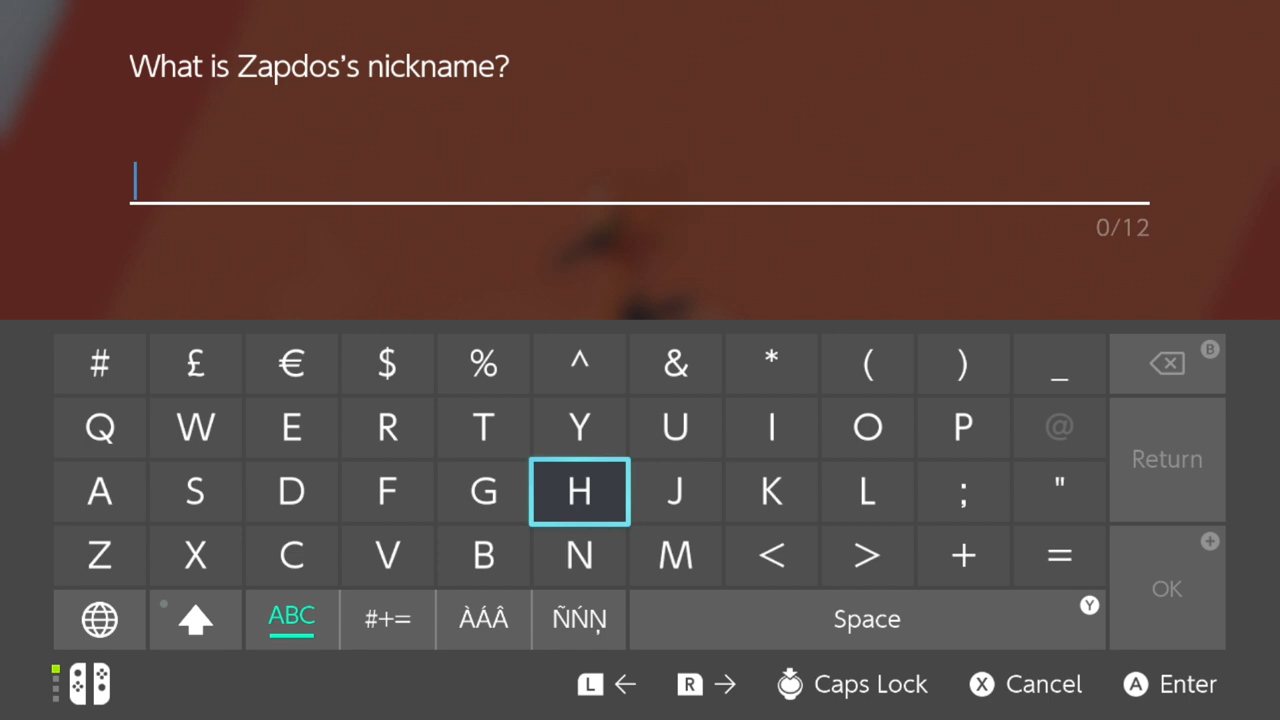 What is Zapdos's nickname?
0/12
# £ € $ % ^ & * ( ) _ B
Q W E R T Y U I O P @ Return
A S D F G H J K L ; "
Z X C V B N M < > + = + OK
ABC #+= ÀÁÂ ÑŃŅ Space Y
L ← R → Caps Lock X Cancel A Enter